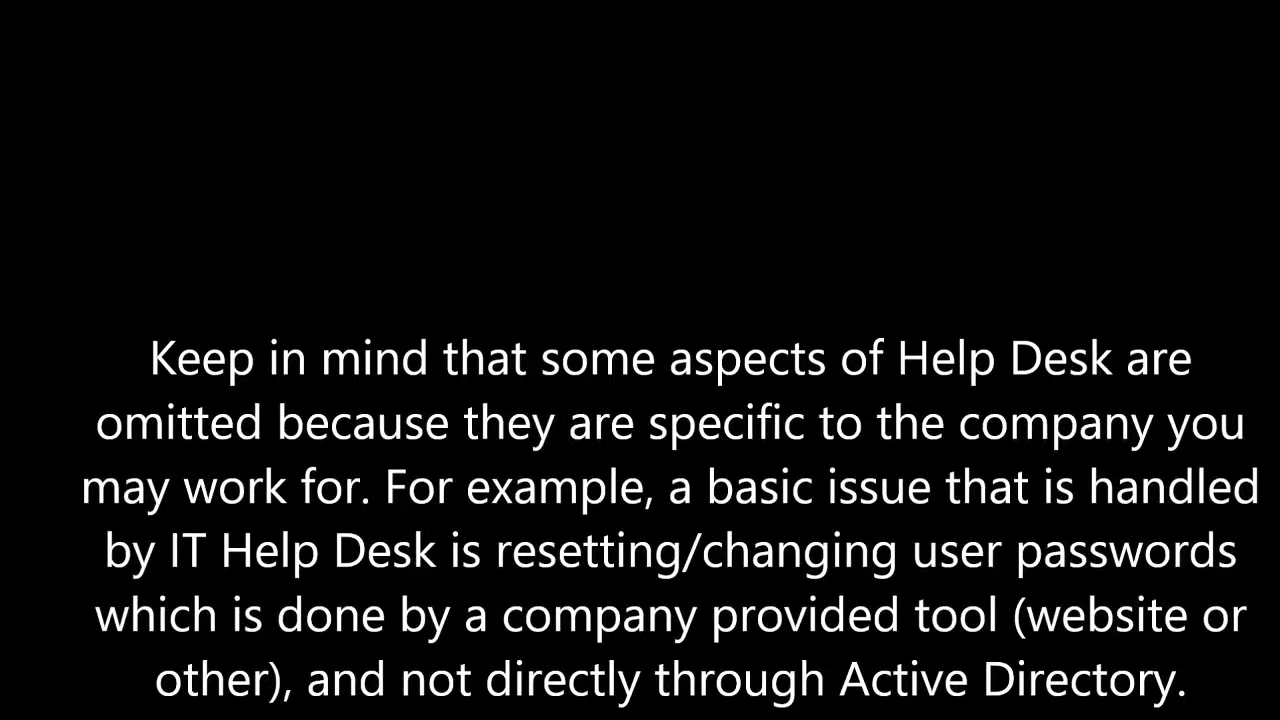 Keep in mind that some aspects of Help Desk are
omitted because they are specific to the company you
may work for. For example, a basic issue that is handled
by IT Help Desk is resetting/changing user passwords
which is done by a company provided tool (website or
other), and not directly through Active Directory.